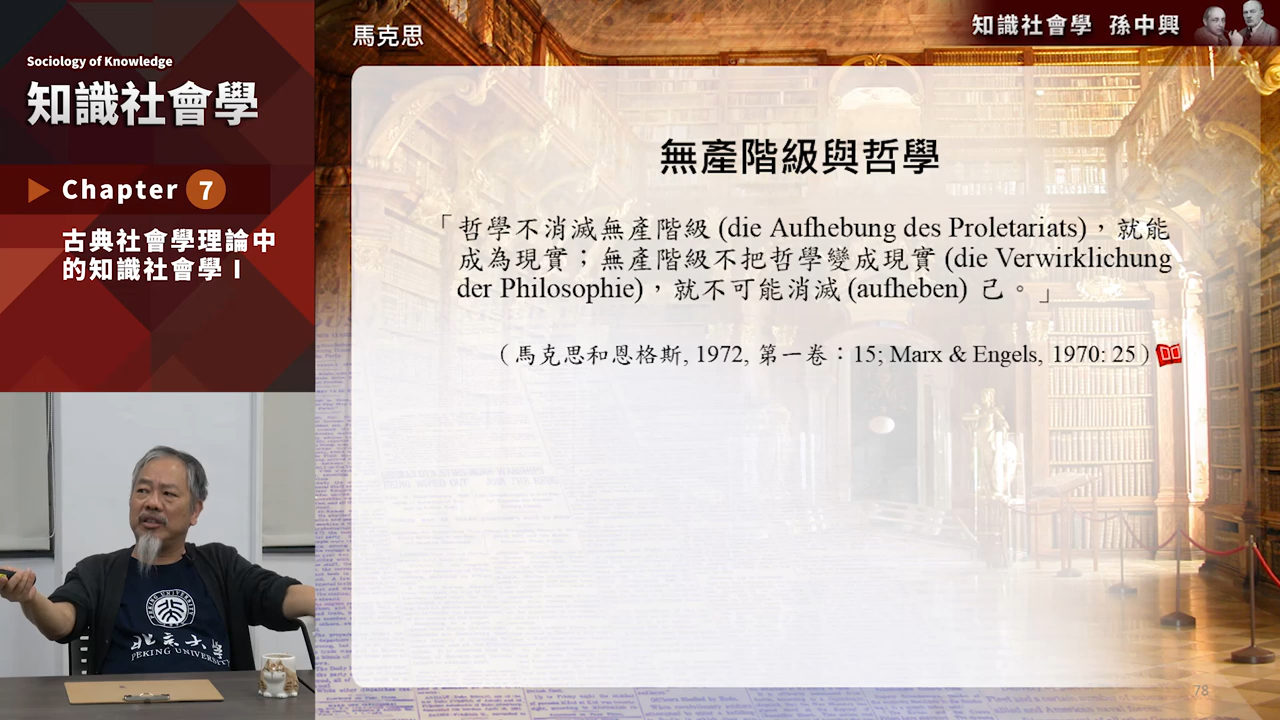 Sociology of Knowledge
知識社會學
Chapter 7
古典社會學理論中
的知識社會學 I
馬克思
知識社會學 孫中興
無產階級與哲學
「哲學不消滅無產階級 (die Aufhebung des Proletariats)，就能
成為現實；無產階級不把哲學變成現實 (die Verwirklichung
der Philosophie)，就不可能消滅 (aufheben) 己。」
（馬克思和恩格斯, 1972, 第一卷：15; Marx & Engels, 1970: 25）
78
PEKING UNIVERSITY
北京大學
PEKING UNIVERSITY